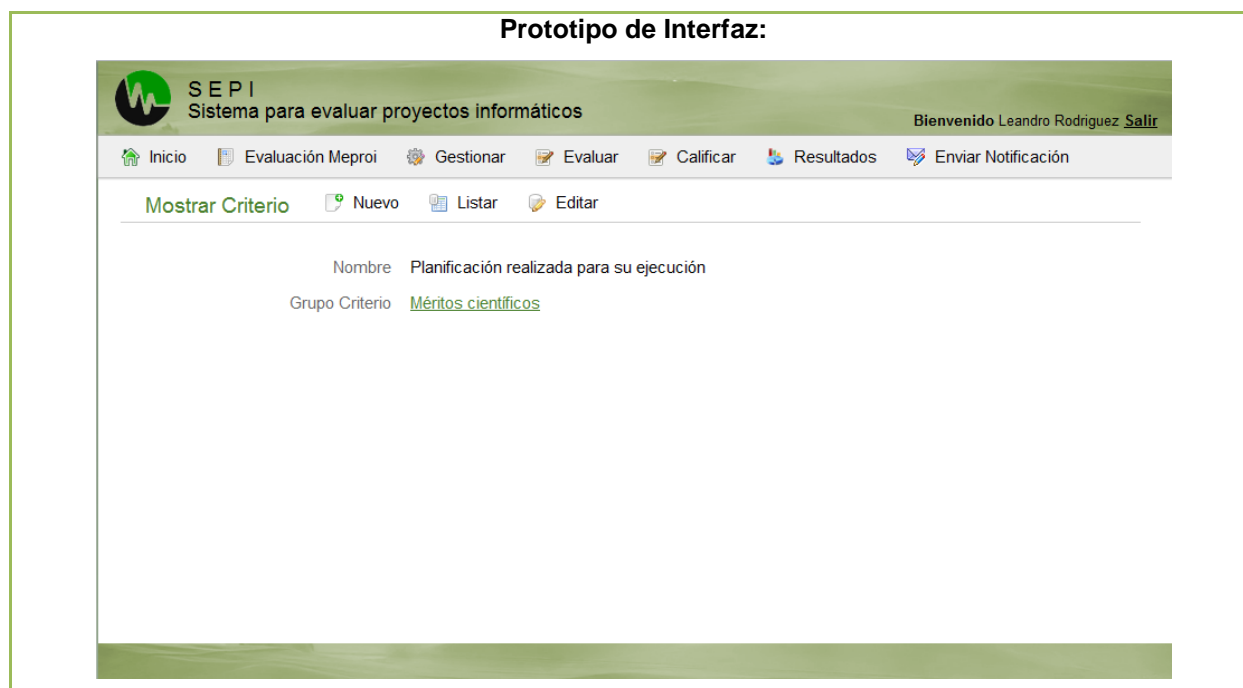 Prototipo de Interfaz:
S E P I
Sistema para evaluar proyectos informáticos
Bienvenido Leandro Rodriguez Salir
Inicio Evaluación Meproi Gestionar Evaluar Calificar Resultados Enviar Notificación
Mostrar Criterio Nuevo Listar Editar
Nombre Planificación realizada para su ejecución
Grupo Criterio Méritos científicos